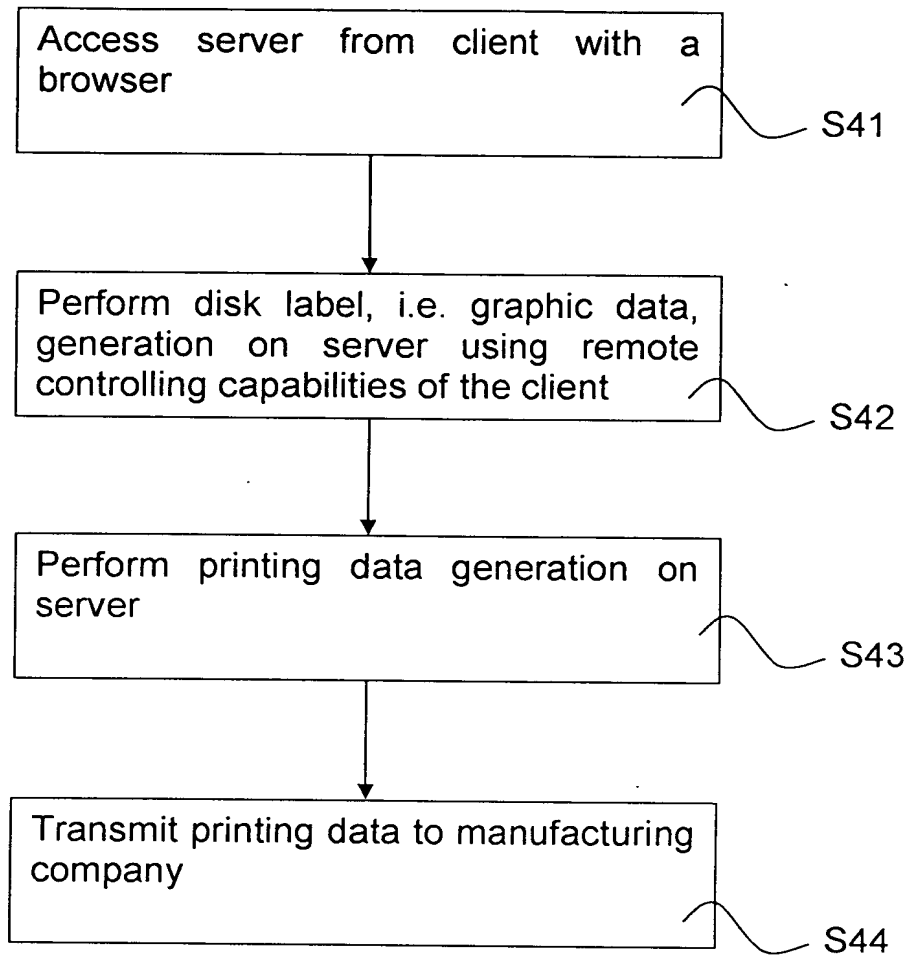 Access server from client with a
browser
S41
Perform disk label, i.e. graphic data,
generation on server using remote
controlling capabilities of the client
S42
Perform printing data generation on
server
S43
Transmit printing data to manufacturing
company
S44